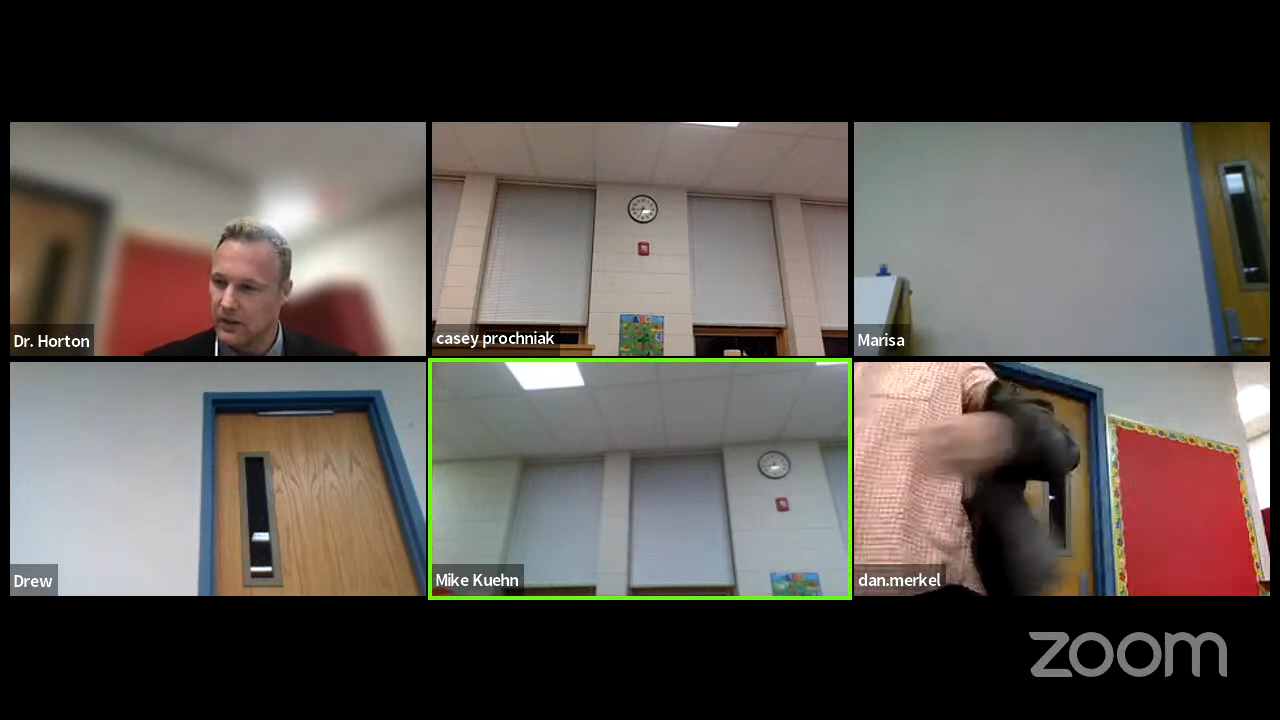 Dr. Horton
casey prochniak
Marisa
Drew
Mike Kuehn
dan.merkel
zoom